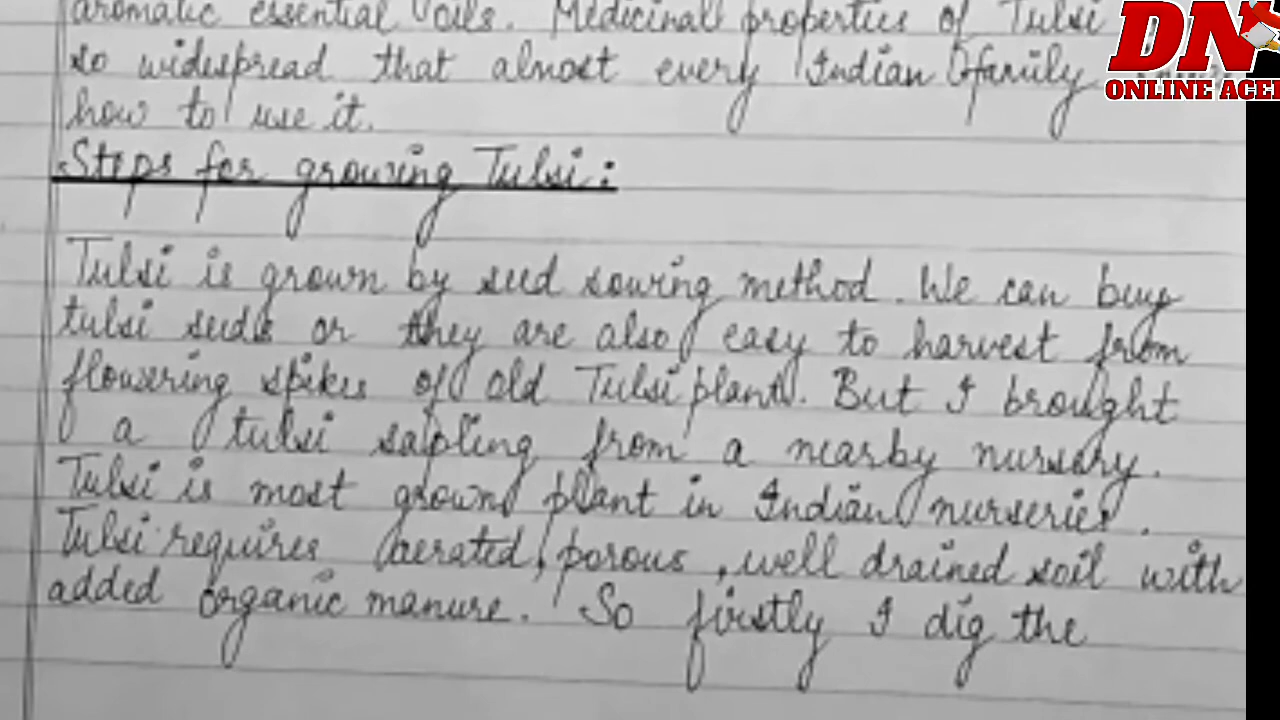 aromatic essential oils. Medicinal properties of Tulsi
so widespread that almost every Indian family
how to use it.
Steps for growing Tulsi:
Tulsi is grown by seed sowing method. We can buy
tulsi seeds or they are also easy to harvest from
flowering spikes of old Tulsi plant. But I brought
a tulsi sapling from a nearby nursery.
Tulsi is most grown plant in Indian nurseries.
Tulsi requires aerated, porous, well drained soil with
added organic manure. So firstly I dig the
DN
ONLINE